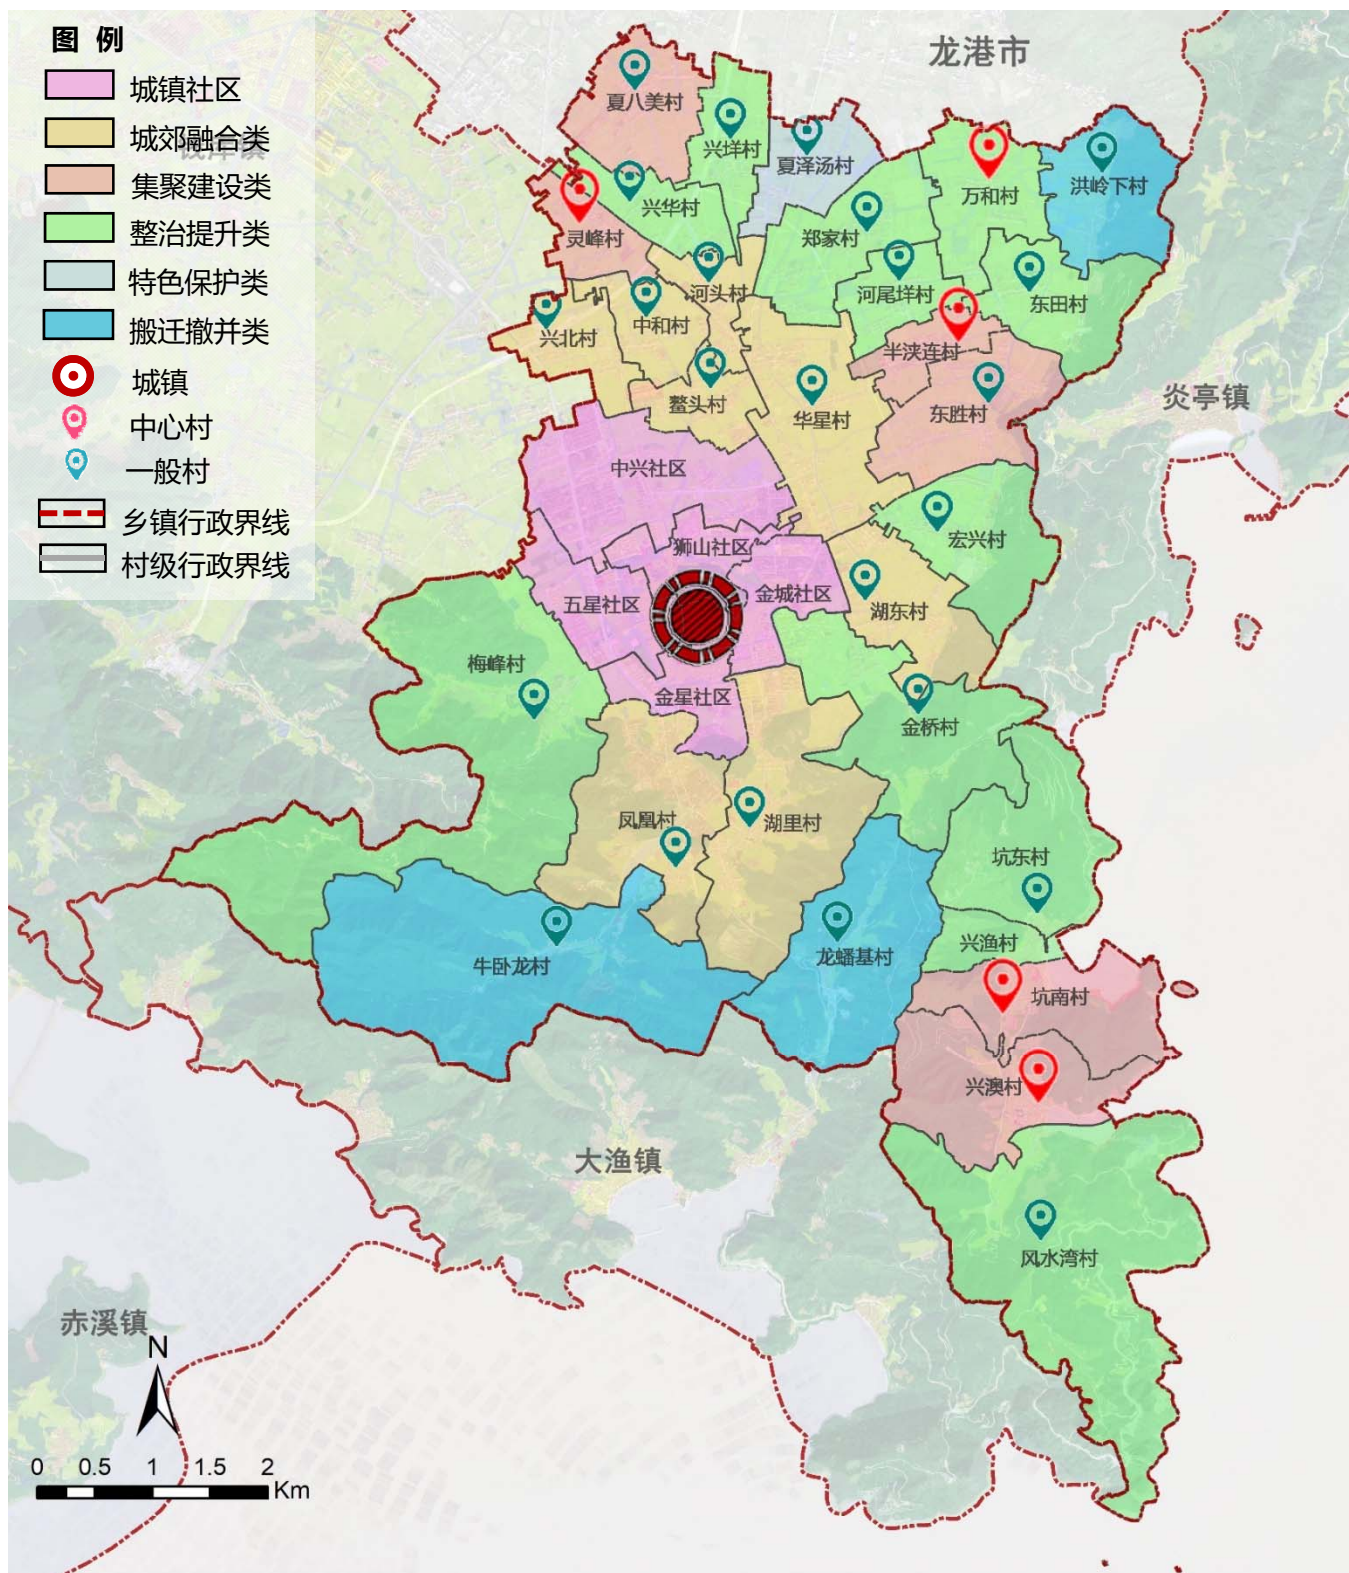 图 例
城镇社区
城郊融合类
集聚建设类
整治提升类
特色保护类
搬迁撤并类
城镇
中心村
一般村
乡镇行政界线
村级行政界线
龙港市
夏八美村
兴垟村
夏泽汤村
万和村
洪岭下村
兴华村
灵峰村
郑家村
河头村
河尾垟村
东田村
中和村
兴北村
半浃连村
炎亭镇
鳌头村
华星村
东胜村
中兴社区
宏兴村
狮山社区
五星社区
金城社区
湖东村
梅峰村
金星社区
金桥村
凤凰村
湖里村
坑东村
兴渔村
牛卧龙村
龙蟠基村
坑南村
兴澳村
大渔镇
风水湾村
赤溪镇
N
0 0.5 1 1.5 2
Km